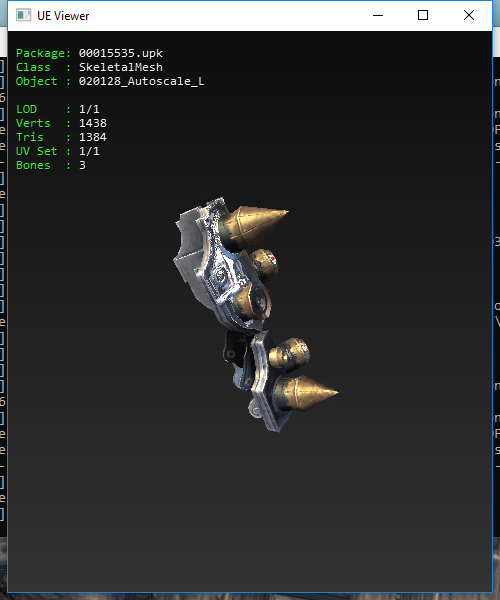 UE Viewer
Package: 00015535.upk
Class : SkeletalMesh
Object : 020128_Autoscale_L
LOD : 1/1
Verts : 1438
Tris : 1384
UV Set : 1/1
Bones : 3